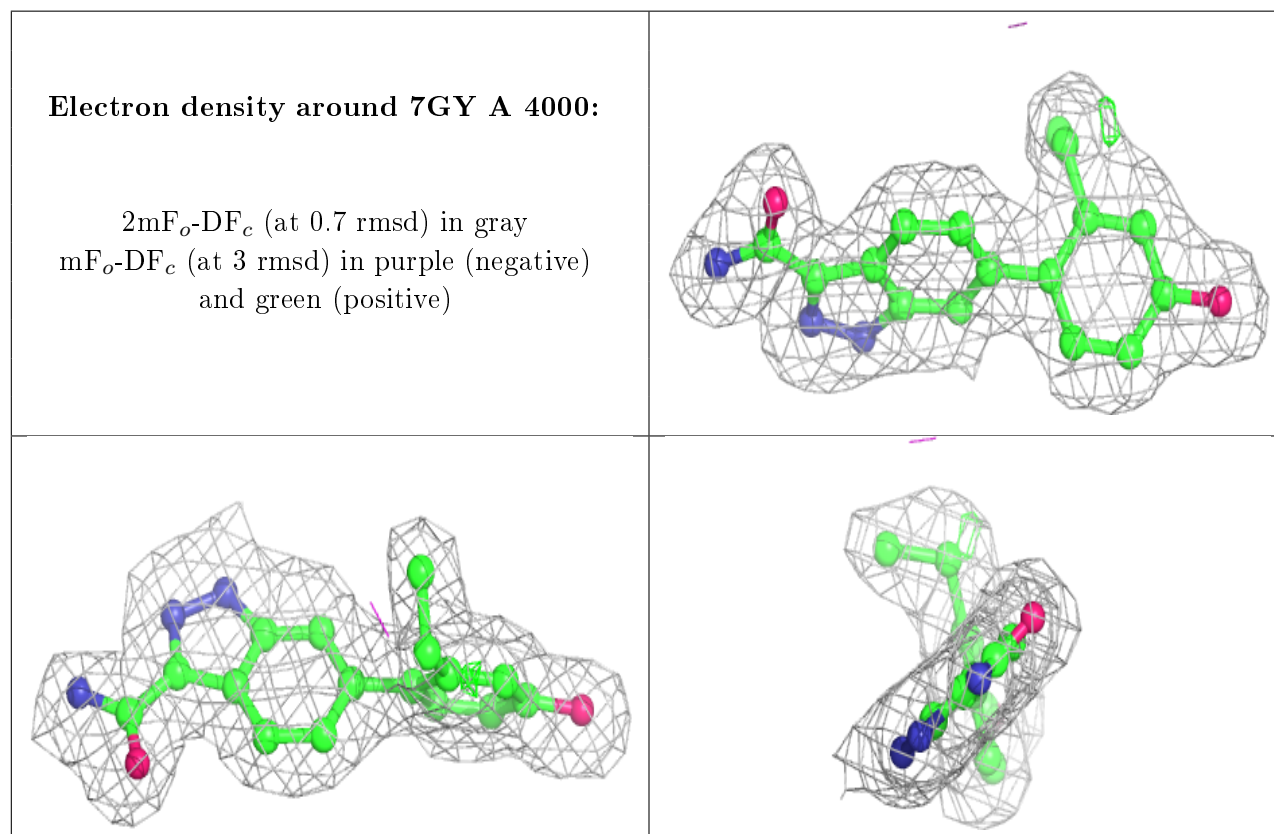 Electron density around 7GY A 4000:
2mFo-DFc (at 0.7 rmsd) in gray
mFo-DFc (at 3 rmsd) in purple (negative)
and green (positive)